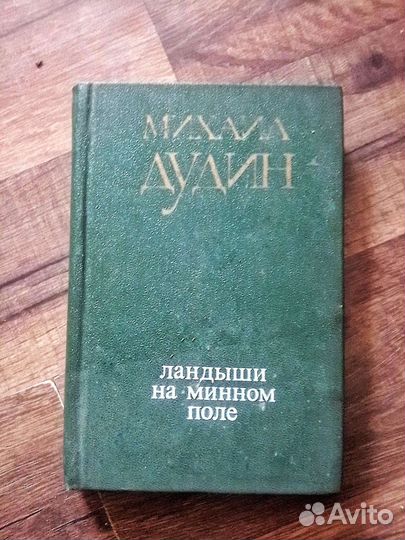 МИХАИЛ
ДУДИН
ландыши
на минном
поле
Avito